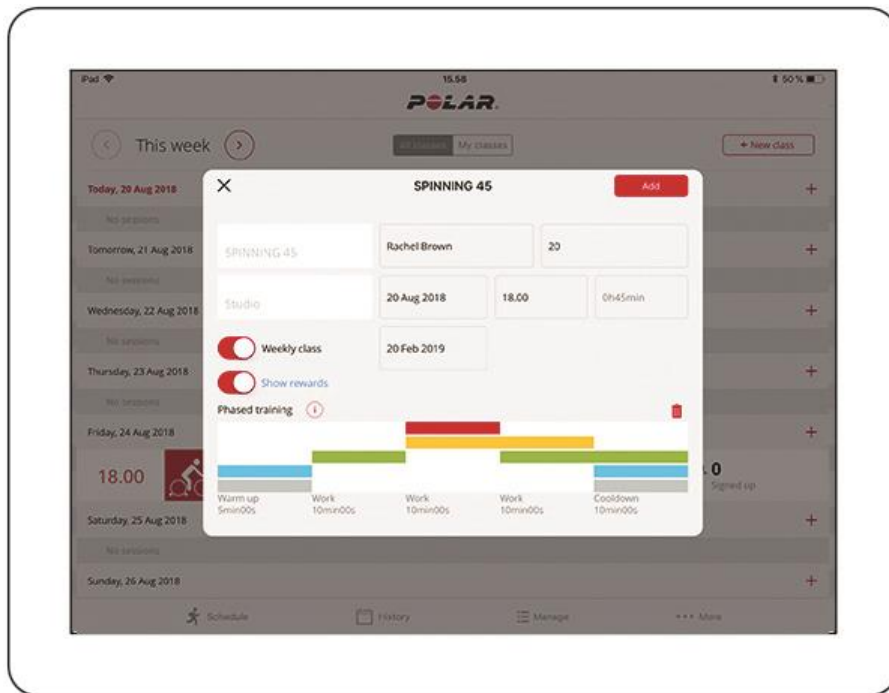 iPad 15.58 50 %
POLAR.
This week All classes My classes + New class
SPINNING 45 Add
Today, 20 Aug 2018
No sessions
SPINNING 45 Rachel Brown 20
Tomorrow, 21 Aug 2018
No sessions
Studio 20 Aug 2018 18.00 0h45min
Wednesday, 22 Aug 2018
No sessions
Weekly class 20 Feb 2019
Thursday, 23 Aug 2018
Show rewards
No sessions
Phased training i
Friday, 24 Aug 2018
18.00 0
Signed up
Warm up Work Work Work Cooldown
5min00s 10min00s 10min00s 10min00s 10min00s
Saturday, 25 Aug 2018
No sessions
Sunday, 26 Aug 2018
Schedule History Manage More